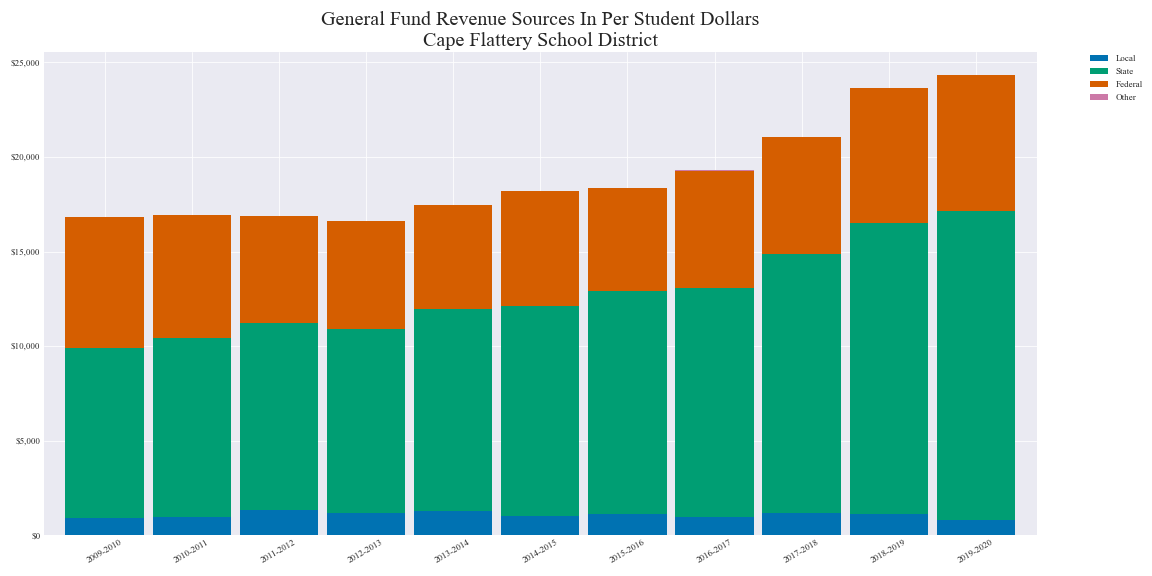 General Fund Revenue Sources In Per Student Dollars
Cape Flattery School District
Local
State
Federal
Other
$25,000
$20,000
$15,000
$10,000
$5,000
$0
2009-2010
2010-2011
2011-2012
2012-2013
2013-2014
2014-2015
2015-2016
2016-2017
2017-2018
2018-2019
2019-2020